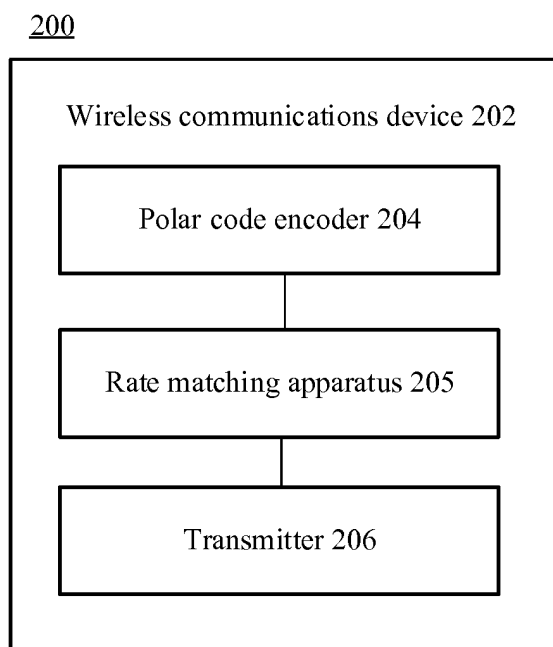 200
Wireless communications device 202
Polar code encoder 204
Rate matching apparatus 205
Transmitter 206